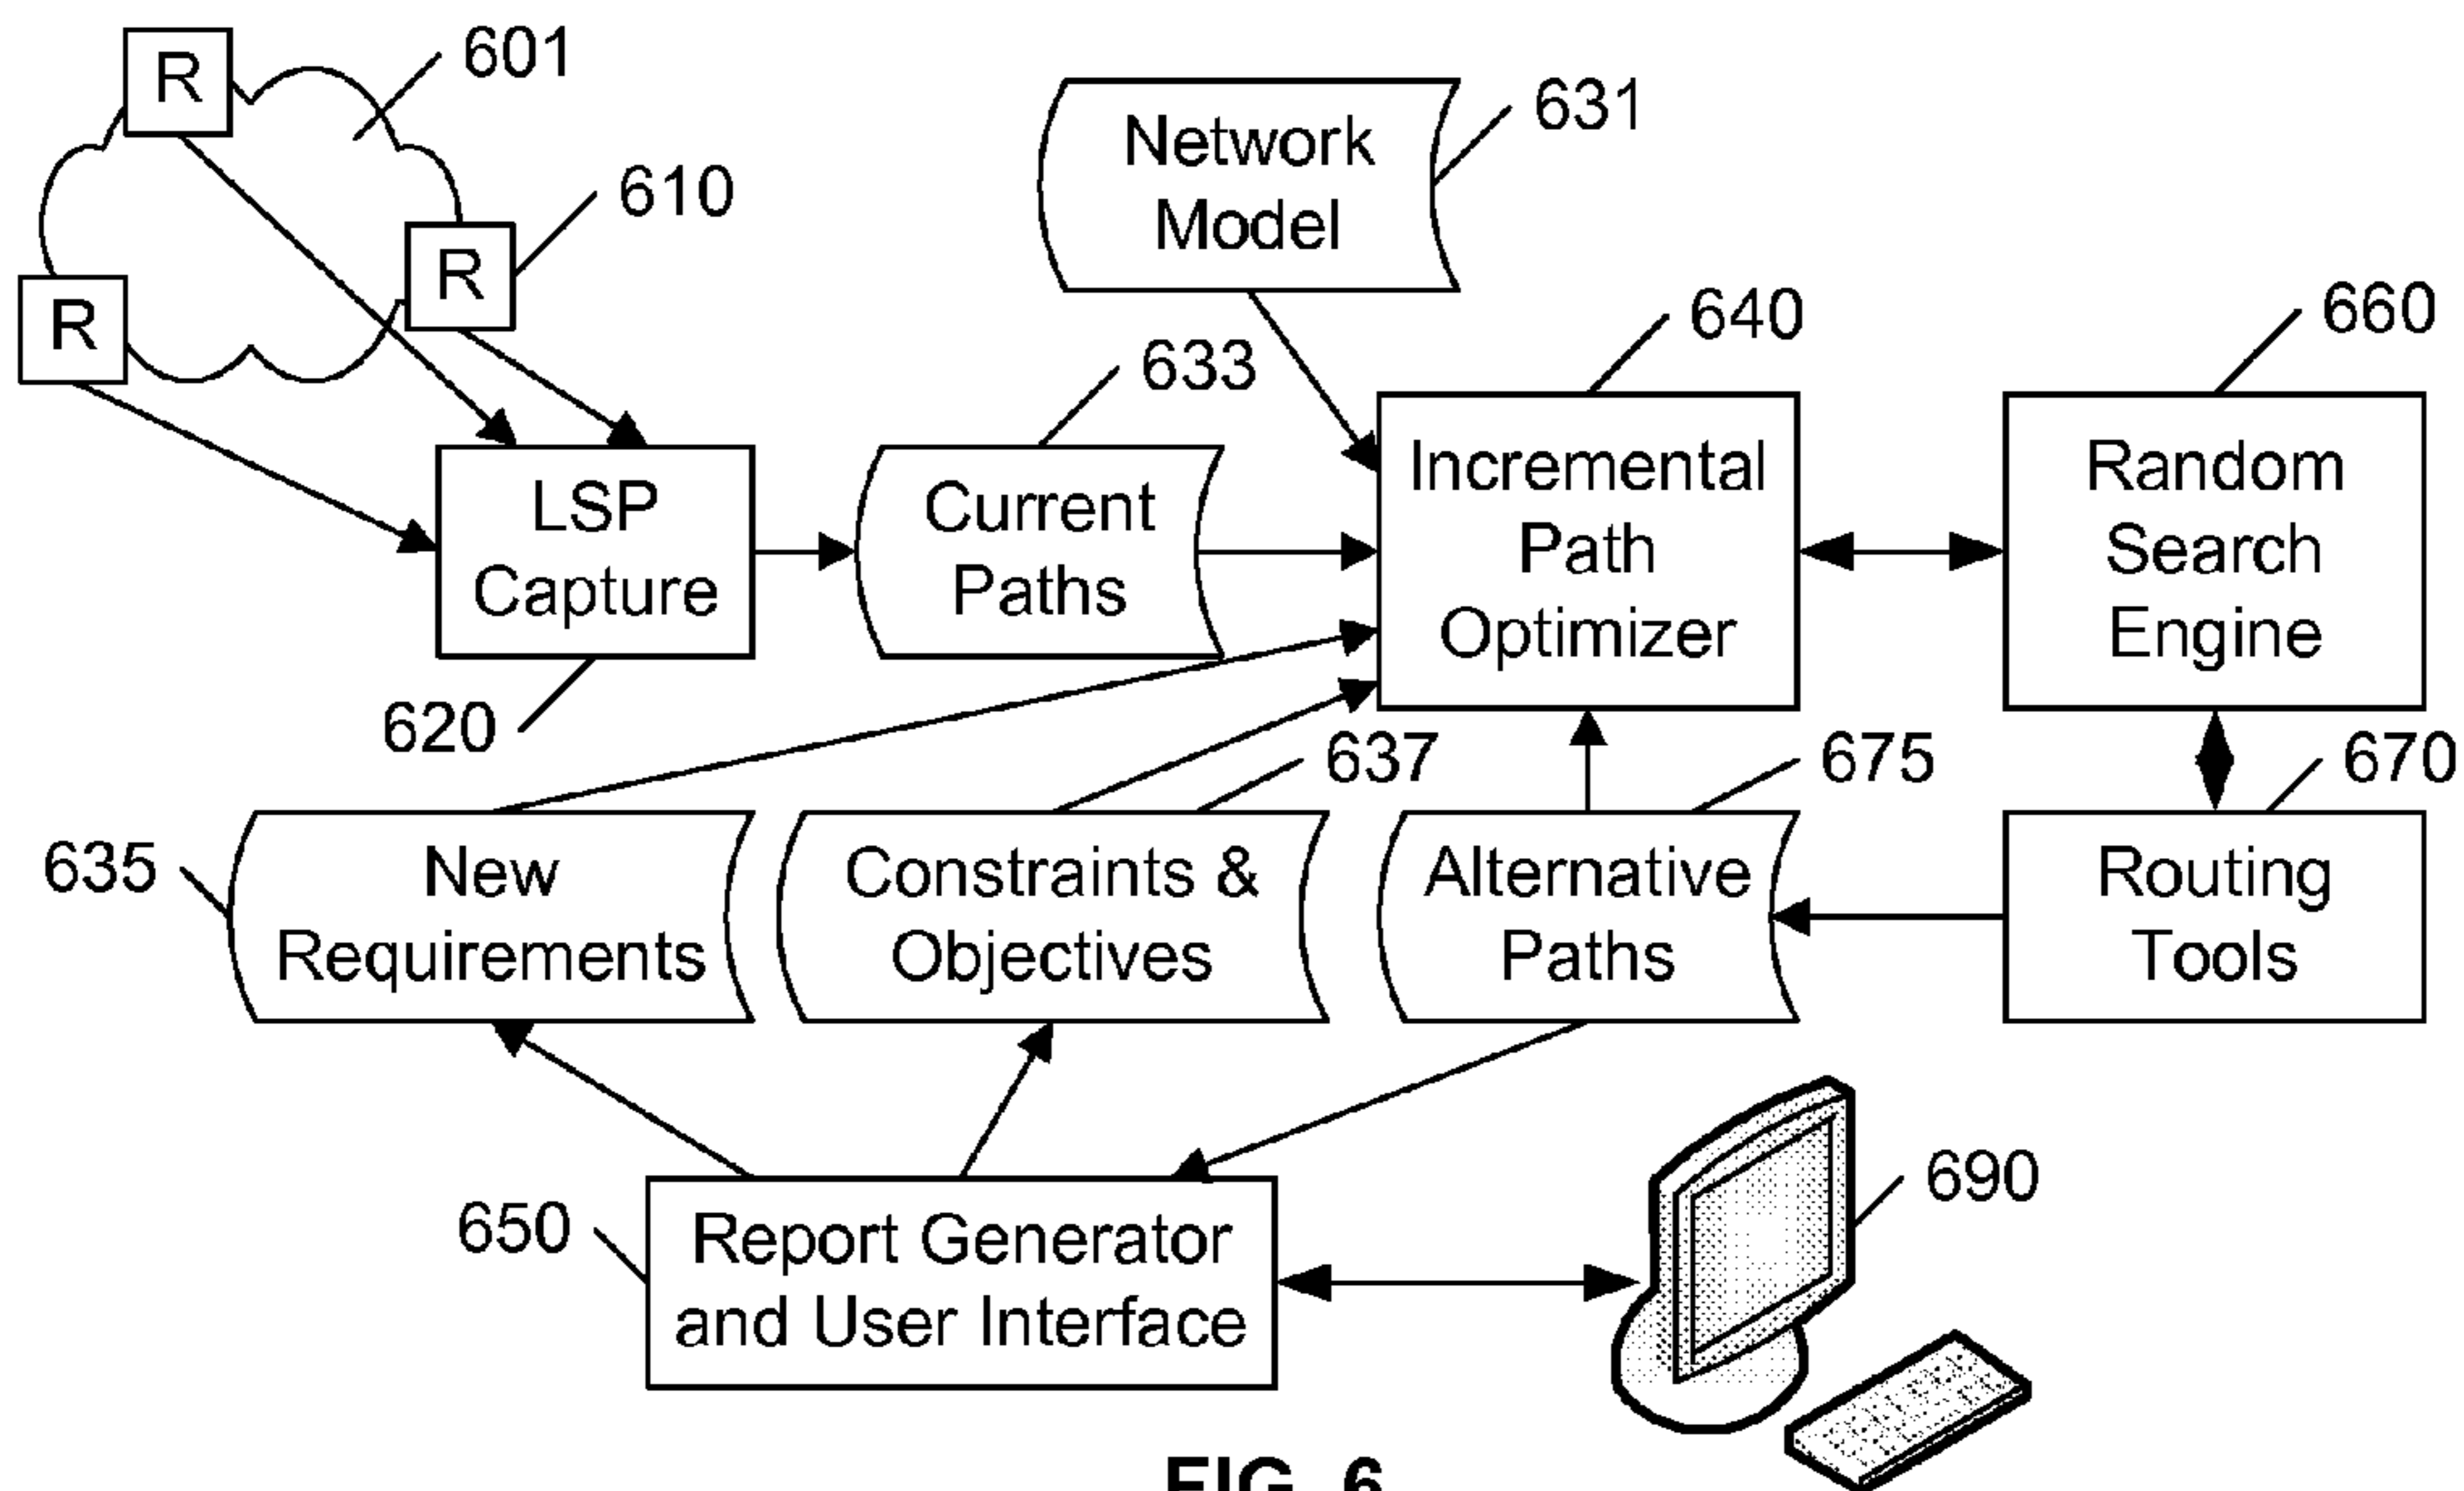 R
601
R
610
R
Network
Model
631
633
640
660
LSP
Capture
620
Current
Paths
Incremental
Path
Optimizer
Random
Search
Engine
637
675
670
635
New
Requirements
Constraints &
Objectives
Alternative
Paths
Routing
Tools
650
Report Generator
and User Interface
690
FIG. 6